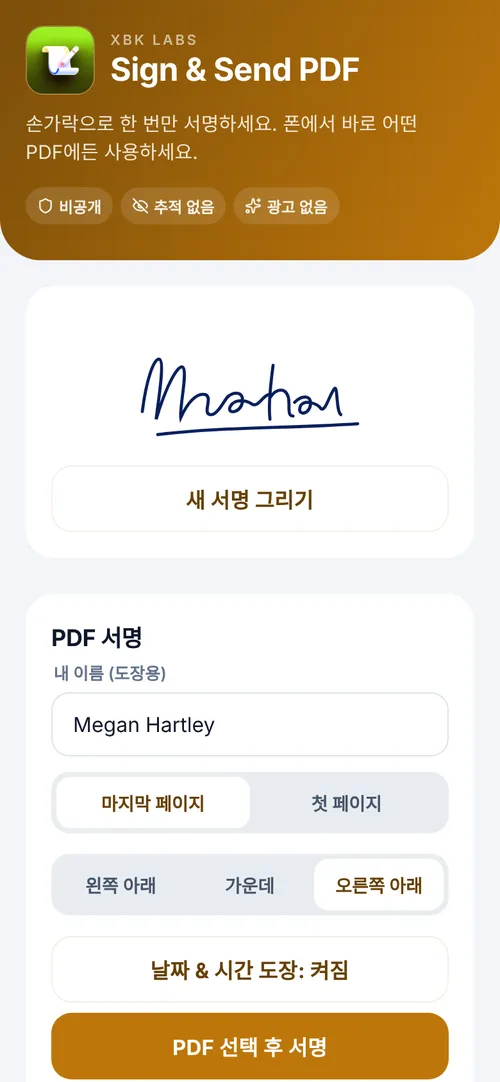 XBK LABS
Sign & Send PDF
손가락으로 한 번만 서명하세요. 폰에서 바로 어떤
PDF에든 사용하세요.
비공개
추적 없음
광고 없음
새 서명 그리기
PDF 서명
내 이름 (도장용)
Megan Hartley
마지막 페이지
첫 페이지
왼쪽 아래
가운데
오른쪽 아래
날짜 & 시간 도장: 켜짐
PDF 선택 후 서명